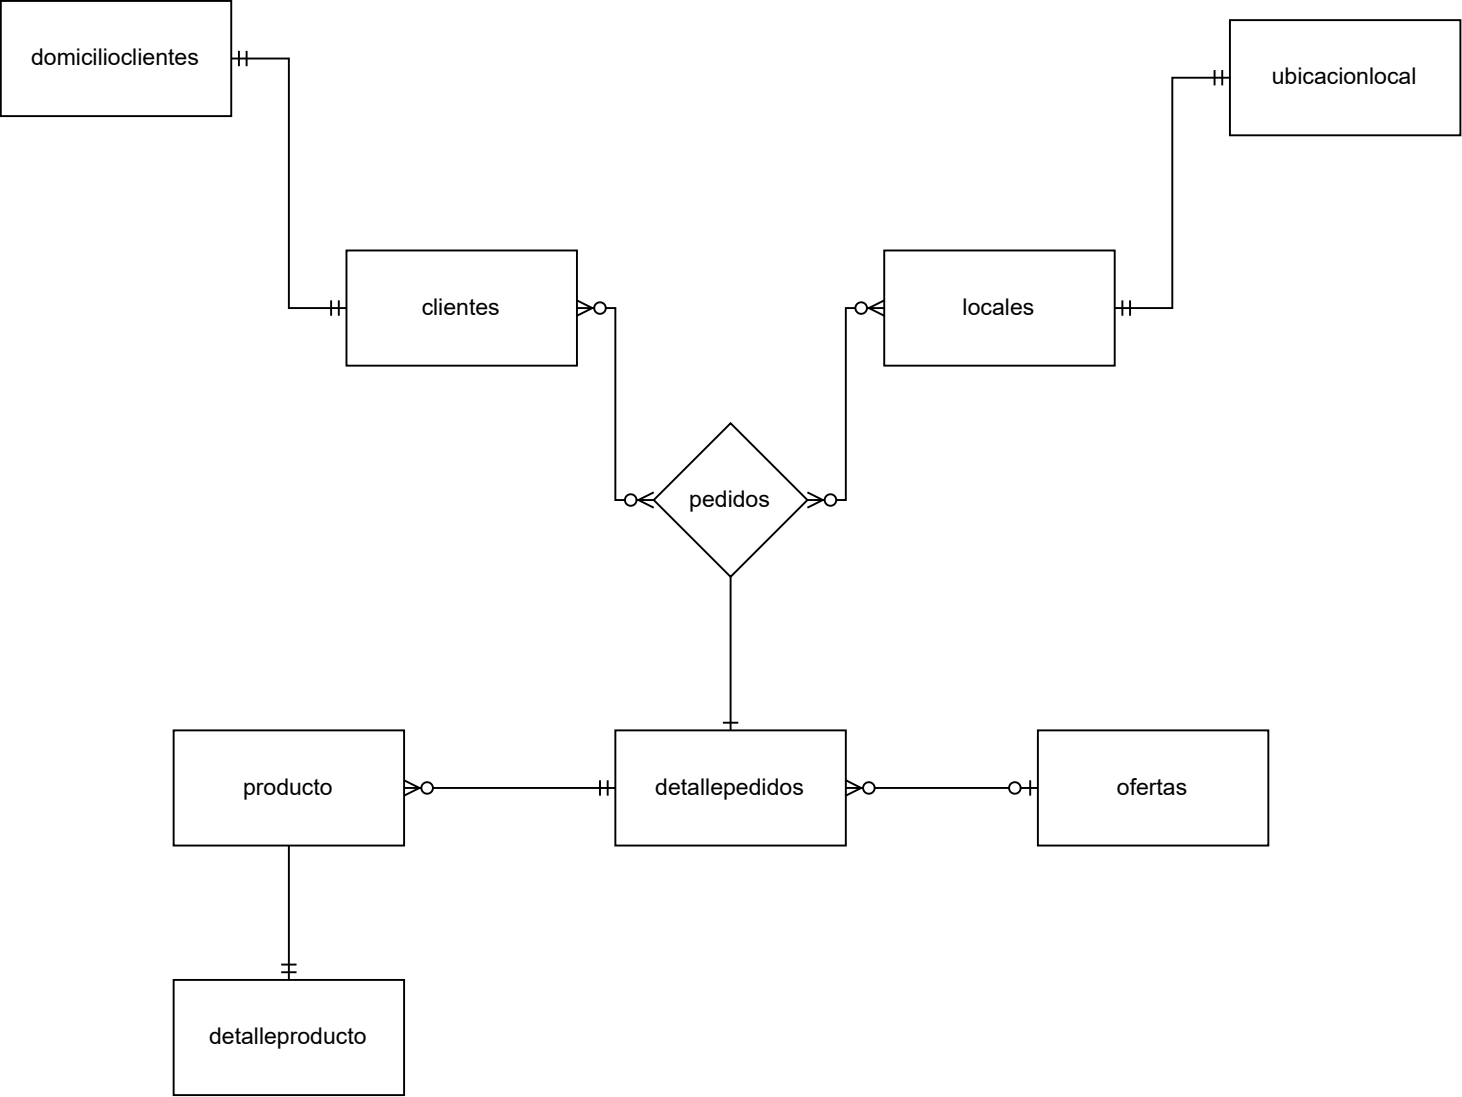 domicilioclientes
ubicacionlocal
clientes
locales
pedidos
producto
detallepedidos
ofertas
detalleproducto